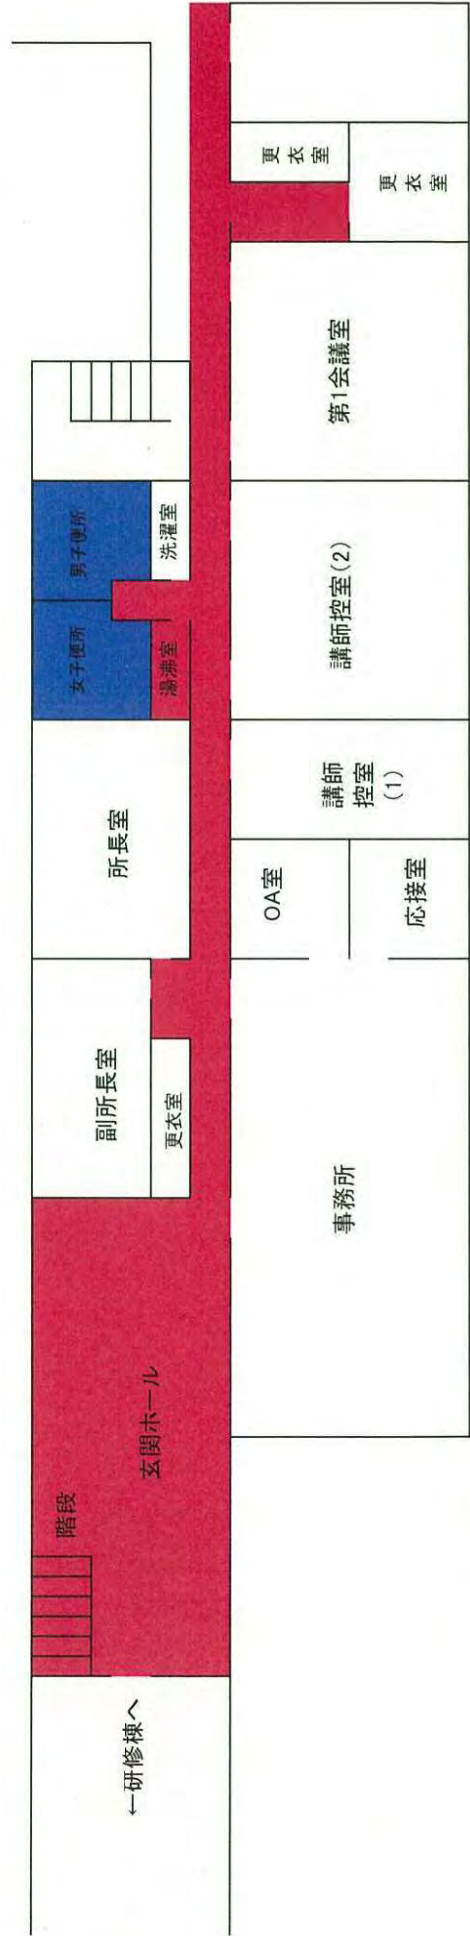 ←研修棟へ
階段
玄関ホール
副所長室
更衣室
所長室
女子便所
男子便所
湯沸室
洗濯室
事務所
OA室
応接室
講師
控室
(1)
講師控室(2)
第1会議室
更
衣
室
更
衣
室